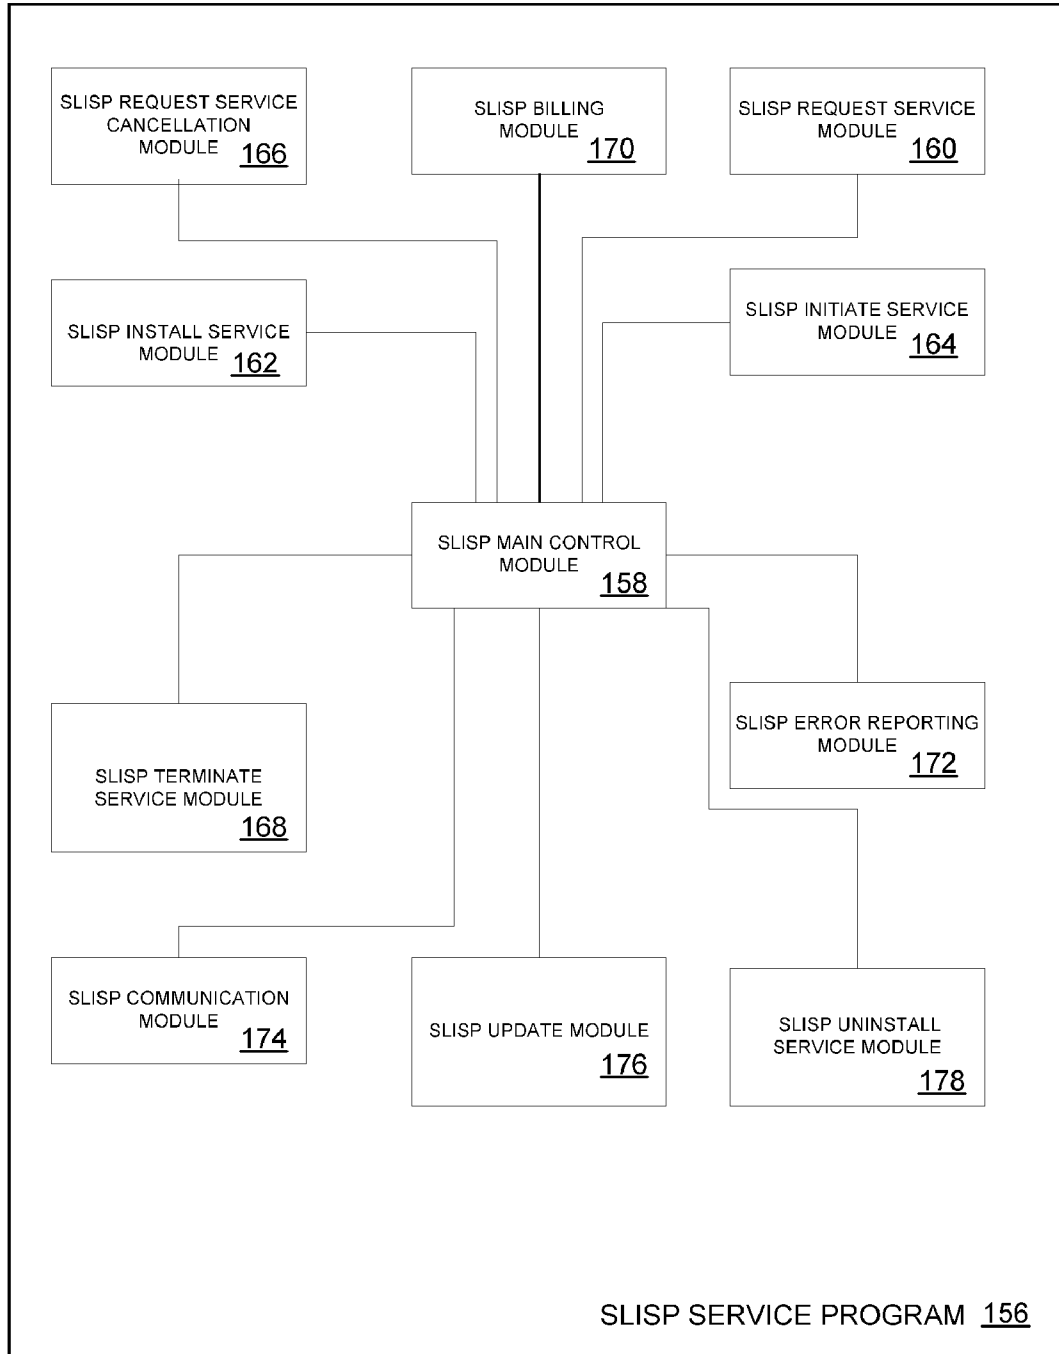 SLISP REQUEST SERVICE
CANCELLATION
MODULE 166
SLISP BILLING
MODULE
170
SLISP REQUEST SERVICE
MODULE
160
SLISP INSTALL SERVICE
MODULE 162
SLISP INITIATE SERVICE
MODULE
164
SLISP MAIN CONTROL
MODULE
158
SLISP TERMINATE
SERVICE MODULE
168
SLISP ERROR REPORTING
MODULE
172
SLISP COMMUNICATION
MODULE
174
SLISP UPDATE MODULE
176
SLISP UNINSTALL
SERVICE MODULE
178
SLISP SERVICE PROGRAM 156